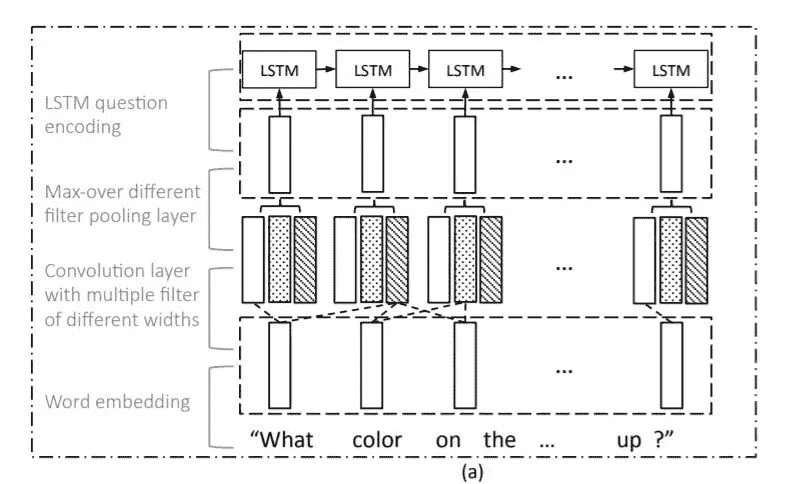 LSTM LSTM LSTM ... LSTM
LSTM question
encoding
...
Max-over different
filter pooling layer
...
Convolution layer
with multiple filter
of different widths
...
Word embedding
“What color on the ... up ?”
(a)